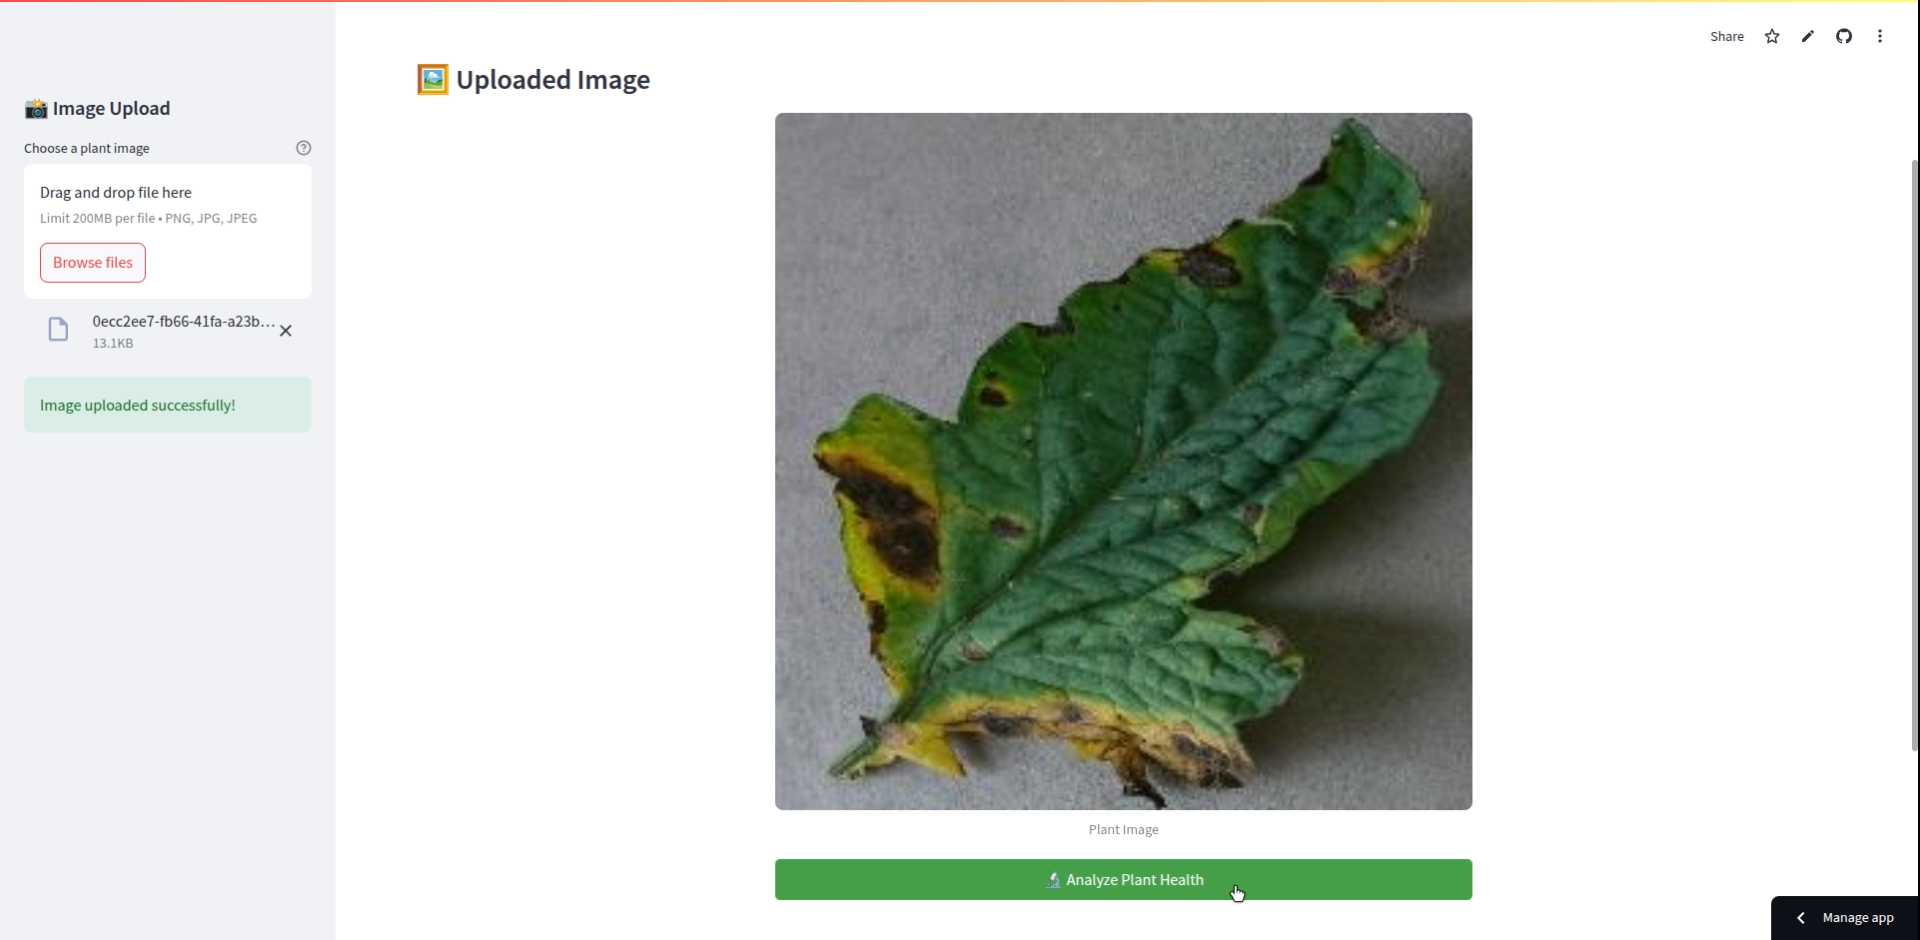 Share
Image Upload
Choose a plant image
Drag and drop file here
Limit 200MB per file • PNG, JPG, JPEG
Browse files
0ecc2ee7-fb66-41fa-a23b...
13.1KB
Image uploaded successfully!
Uploaded Image
Plant Image
Analyze Plant Health
Manage app